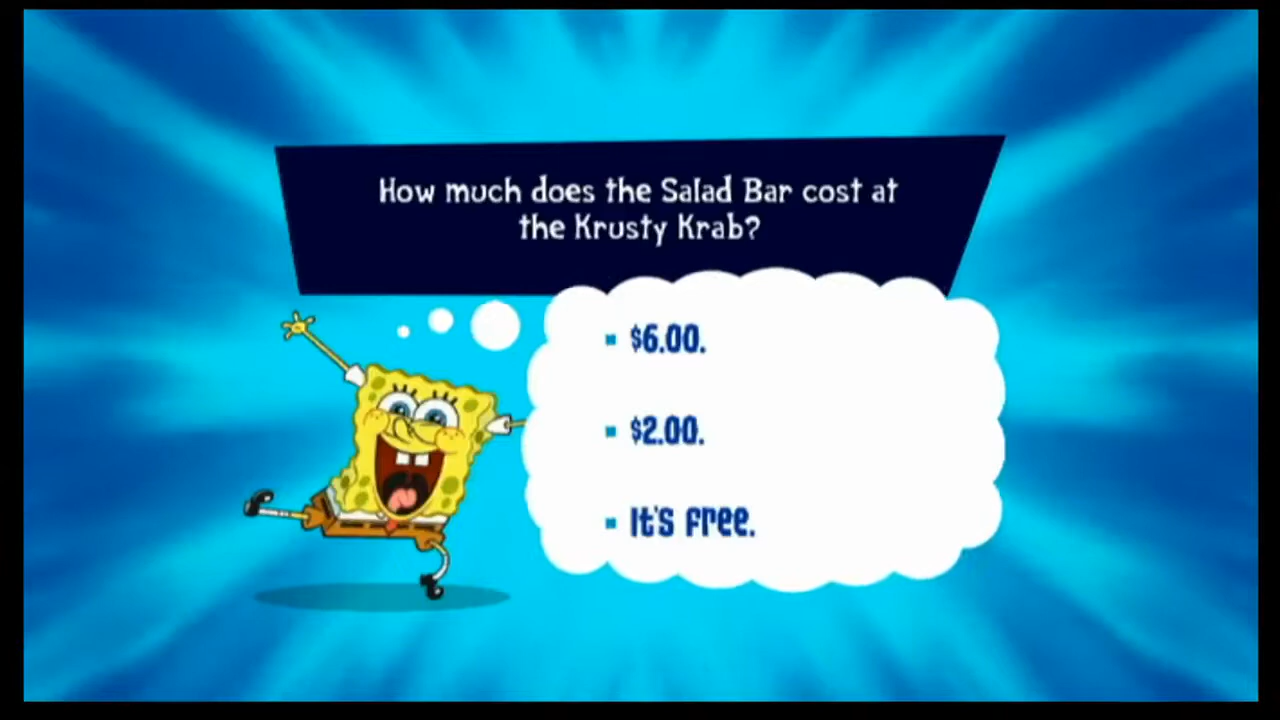 How much does the Salad Bar cost at
the Krusty Krab?
$6.00.
$2.00.
It's free.